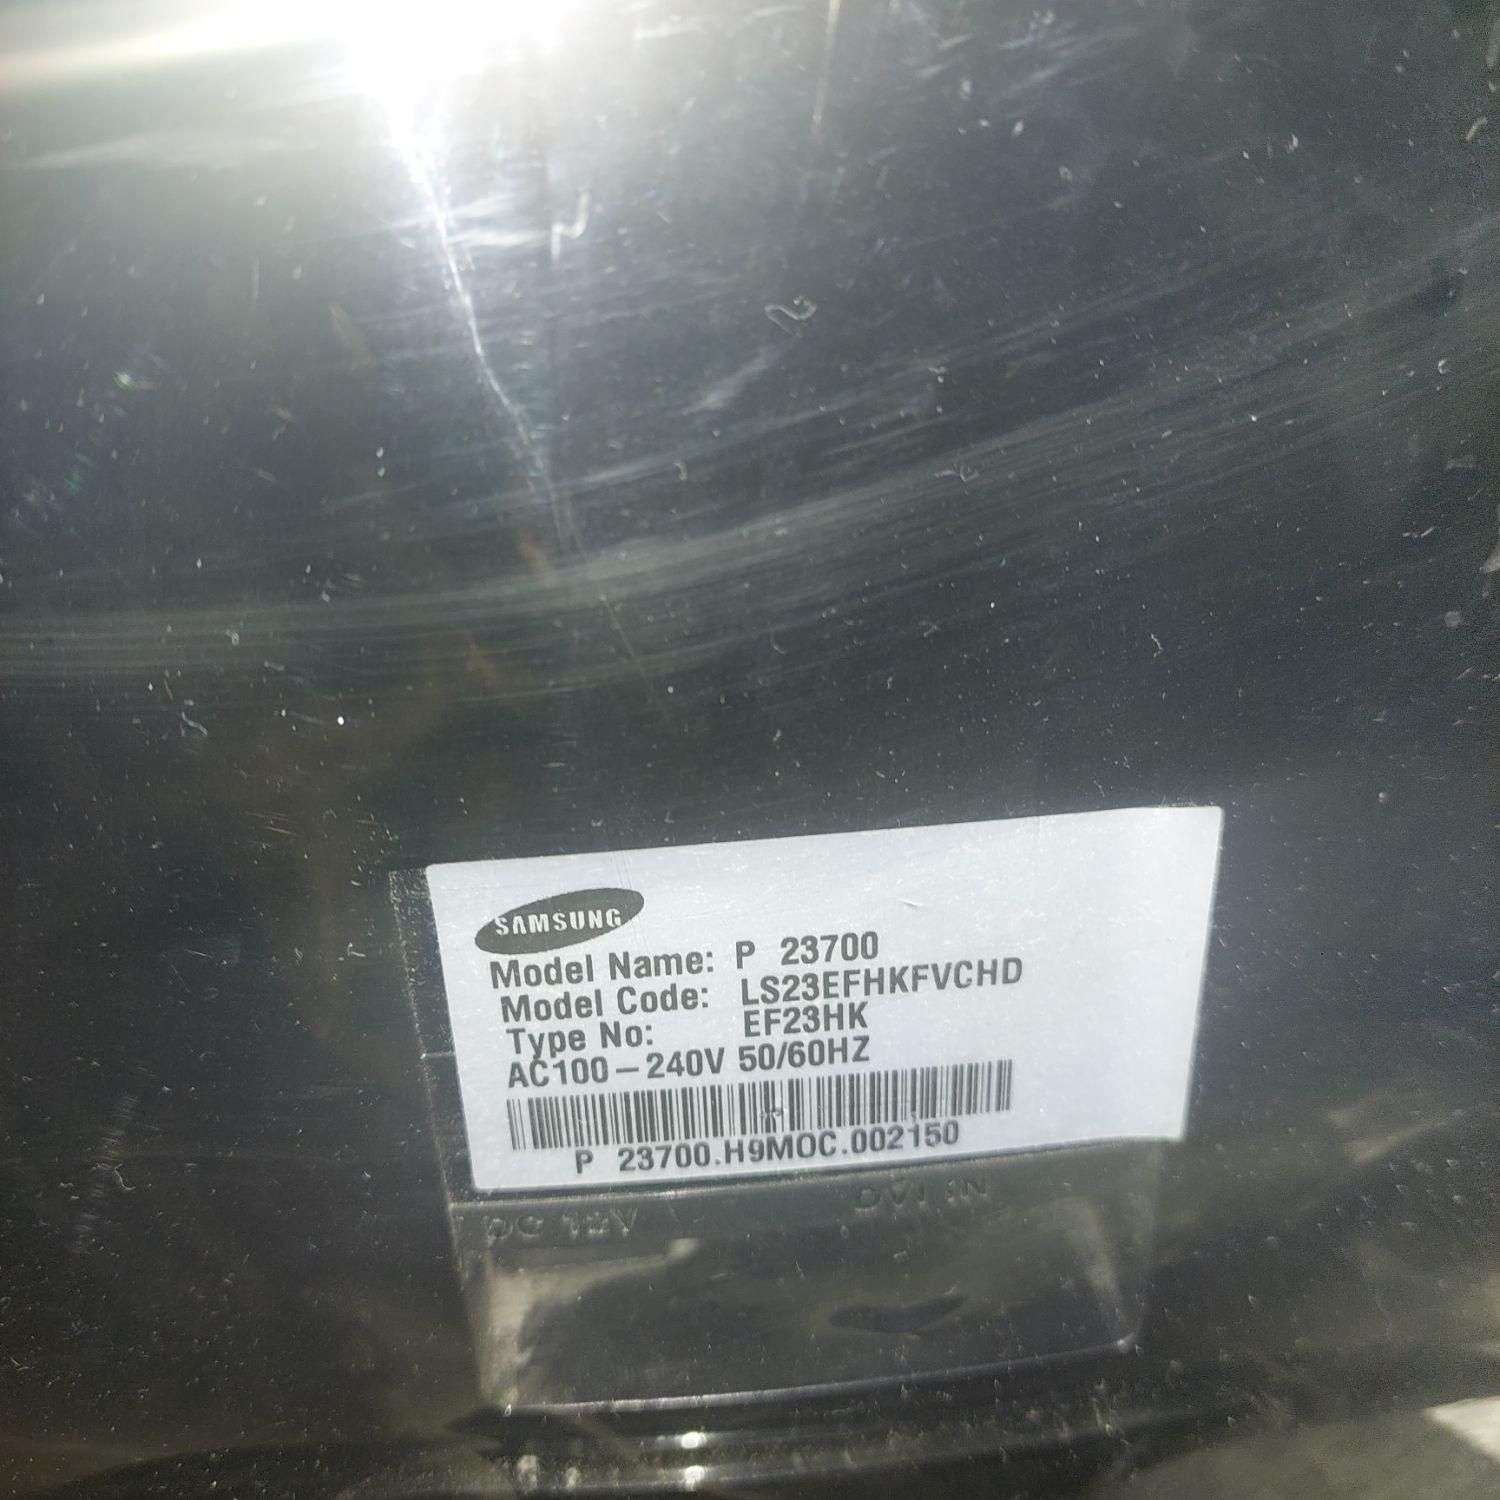 SAMSUNG
Model Name: P 23700
Model Code: LS23EFHKFVCHD
Type No: EF23HK
AC100-240V 50/60HZ
P 23700.H9MOC.002150
DVI IN